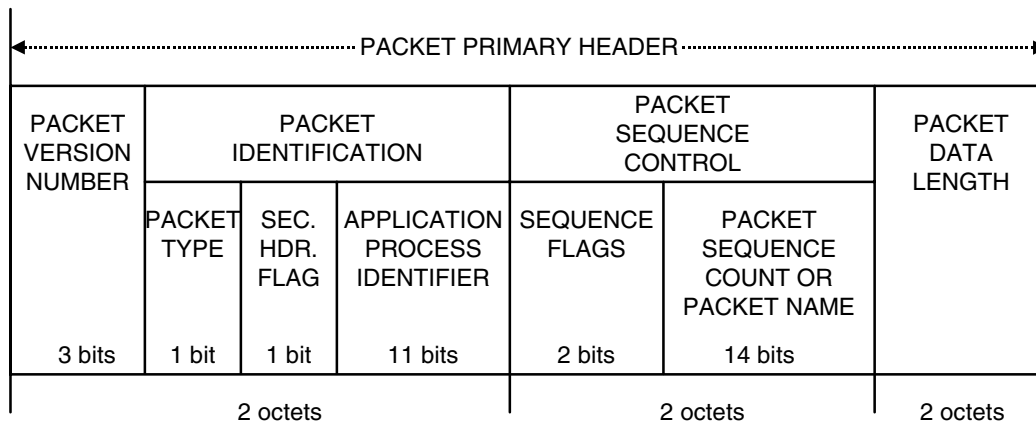 PACKET PRIMARY HEADER
PACKET
VERSION
NUMBER
PACKET
IDENTIFICATION
PACKET
SEQUENCE
CONTROL
PACKET
DATA
LENGTH
PACKET
TYPE
SEC.
HDR.
FLAG
APPLICATION
PROCESS
IDENTIFIER
SEQUENCE
FLAGS
PACKET
SEQUENCE
COUNT OR
PACKET NAME
3 bits
1 bit
1 bit
11 bits
2 bits
14 bits
2 octets
2 octets
2 octets